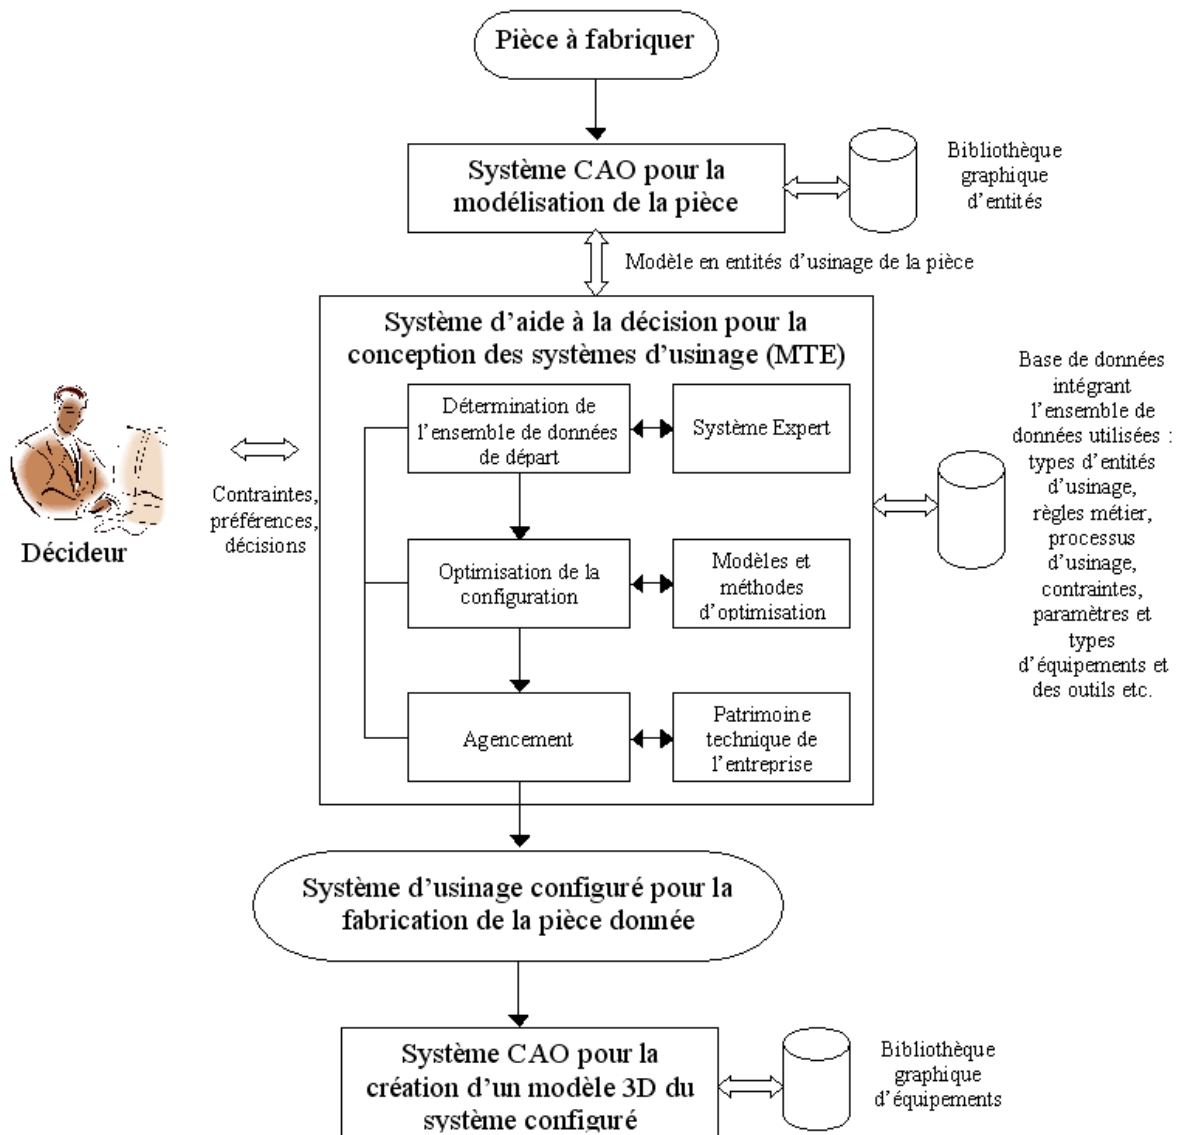 Pièce à fabriquer
Système CAO pour la
modélisation de la pièce
Bibliothèque
graphique
d’entités
Modèle en entités d’usinage de la pièce
Système d’aide à la décision pour la
conception des systèmes d’usinage (MTE)
Détermination de
l’ensemble de données
de départ
Système Expert
Optimisation de la
configuration
Modèles et
méthodes
d’optimisation
Agencement
Patrimoine
technique de
l’entreprise
Contraintes,
préférences,
décisions
Décideur
Base de données
intégrant
l’ensemble de
données utilisées :
types d’entités
d’usinage,
règles métier,
processus
d’usinage,
contraintes,
paramètres et
types
d’équipements et
des outils etc.
Système d’usinage configuré pour la
fabrication de la pièce donnée
Système CAO pour la
création d’un modèle 3D du
système configuré
Bibliothèque
graphique
d’équipements